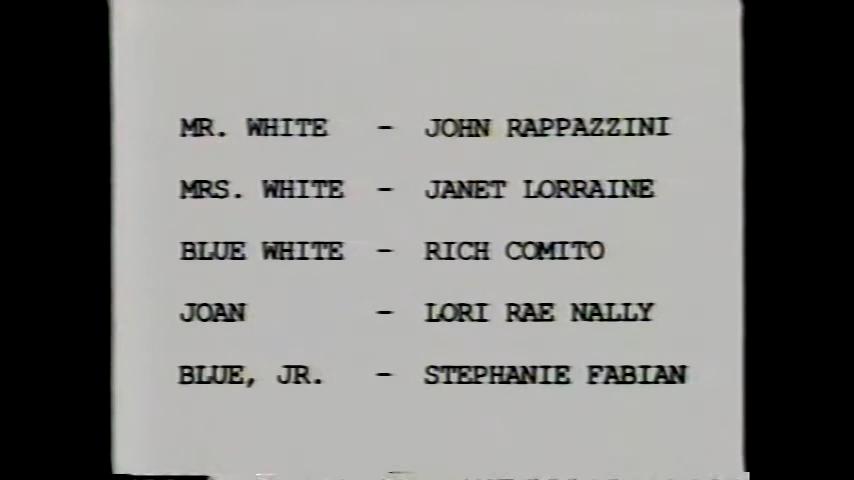 MR. WHITE - JOHN RAPPAZZINI
MRS. WHITE - JANET LORRAINE
BLUE WHITE - RICH COMITO
JOAN - LORI RAE NALLY
BLUE, JR. - STEPHANIE FABIAN